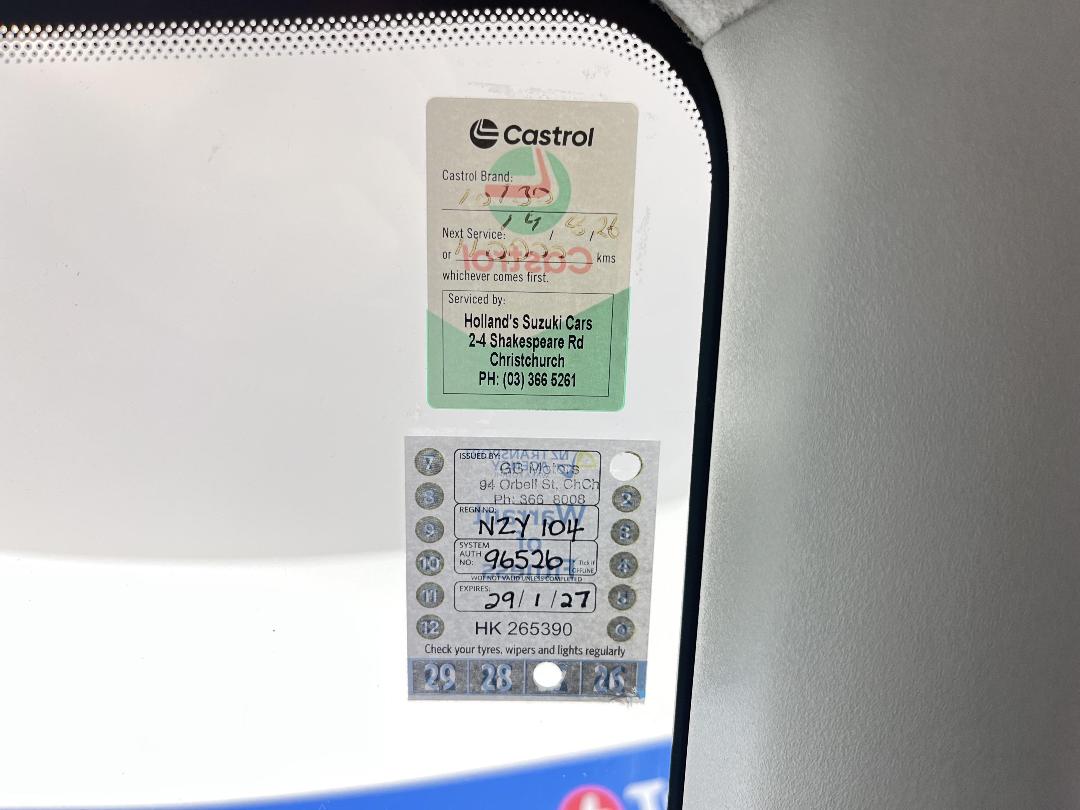 Castrol
Castrol Brand:
Next Service: 14 / /26
or kms
whichever comes first.
Serviced by:
Holland's Suzuki Cars
2-4 Shakespeare Rd
Christchurch
PH: (03) 366 5261
7
ISSUED BY:
GB Motors
94 Orbell St, ChCh
Ph: 366 8008
8 2
REGN NO:
NZY 104
9 3
SYSTEM AUTH NO: 96526 Tick if OFFLINE
10 4
WOF NOT VALID UNLESS COMPLETED
EXPIRES: 29/1/27
11 5
12 HK 265390 6
Check your tyres, wipers and lights regularly
29 28 26